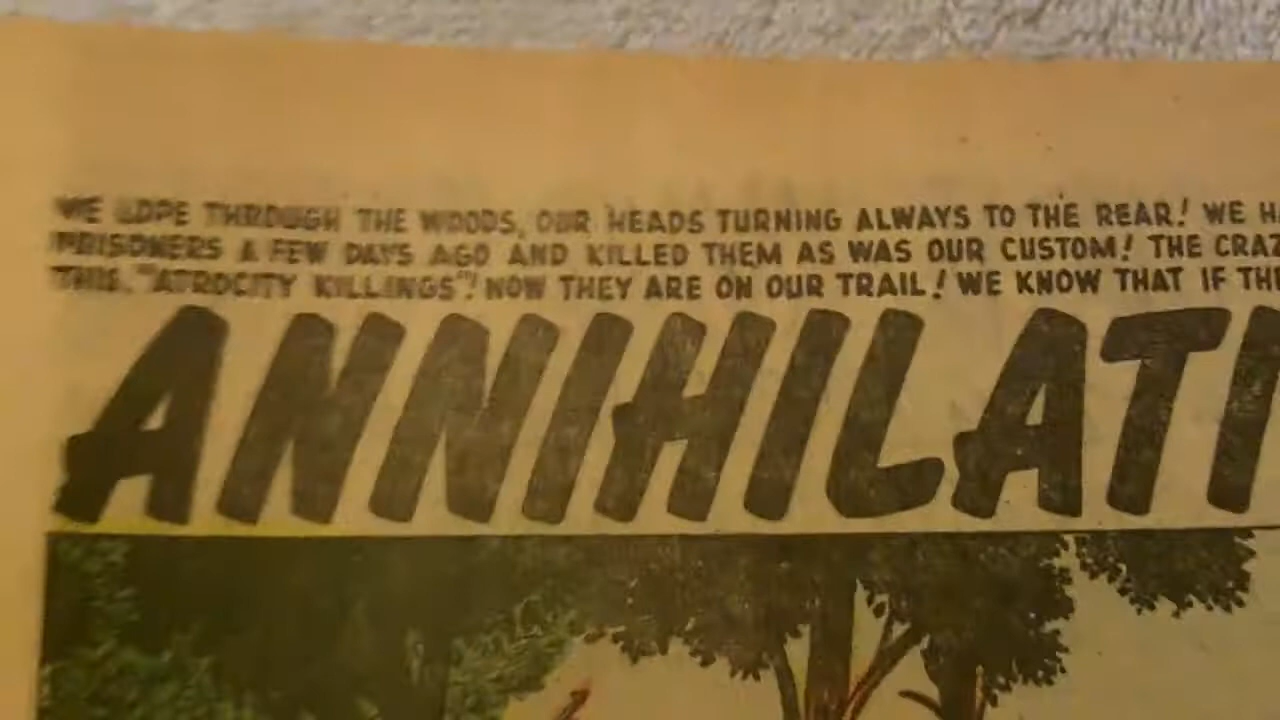 WE LOPE THROUGH THE WOODS, OUR HEADS TURNING ALWAYS TO THE REAR! WE H
PRISONERS A FEW DAYS AGO AND KILLED THEM AS WAS OUR CUSTOM! THE CRAZ
THIS, "ATROCITY KILLINGS"! NOW THEY ARE ON OUR TRAIL! WE KNOW THAT IF THE
ANNIHILATI